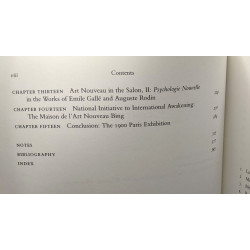 viii Contents
CHAPTER THIRTEEN Art Nouveau in the Salon, II: Psychologie Nouvelle
in the Works of Emile Gallé and Auguste Rodin
CHAPTER FOURTEEN National Initiative to International Awakening:
The Maison de l'Art Nouveau Bing
CHAPTER FIFTEEN Conclusion: The 1900 Paris Exhibition
NOTES
BIBLIOGRAPHY
INDEX